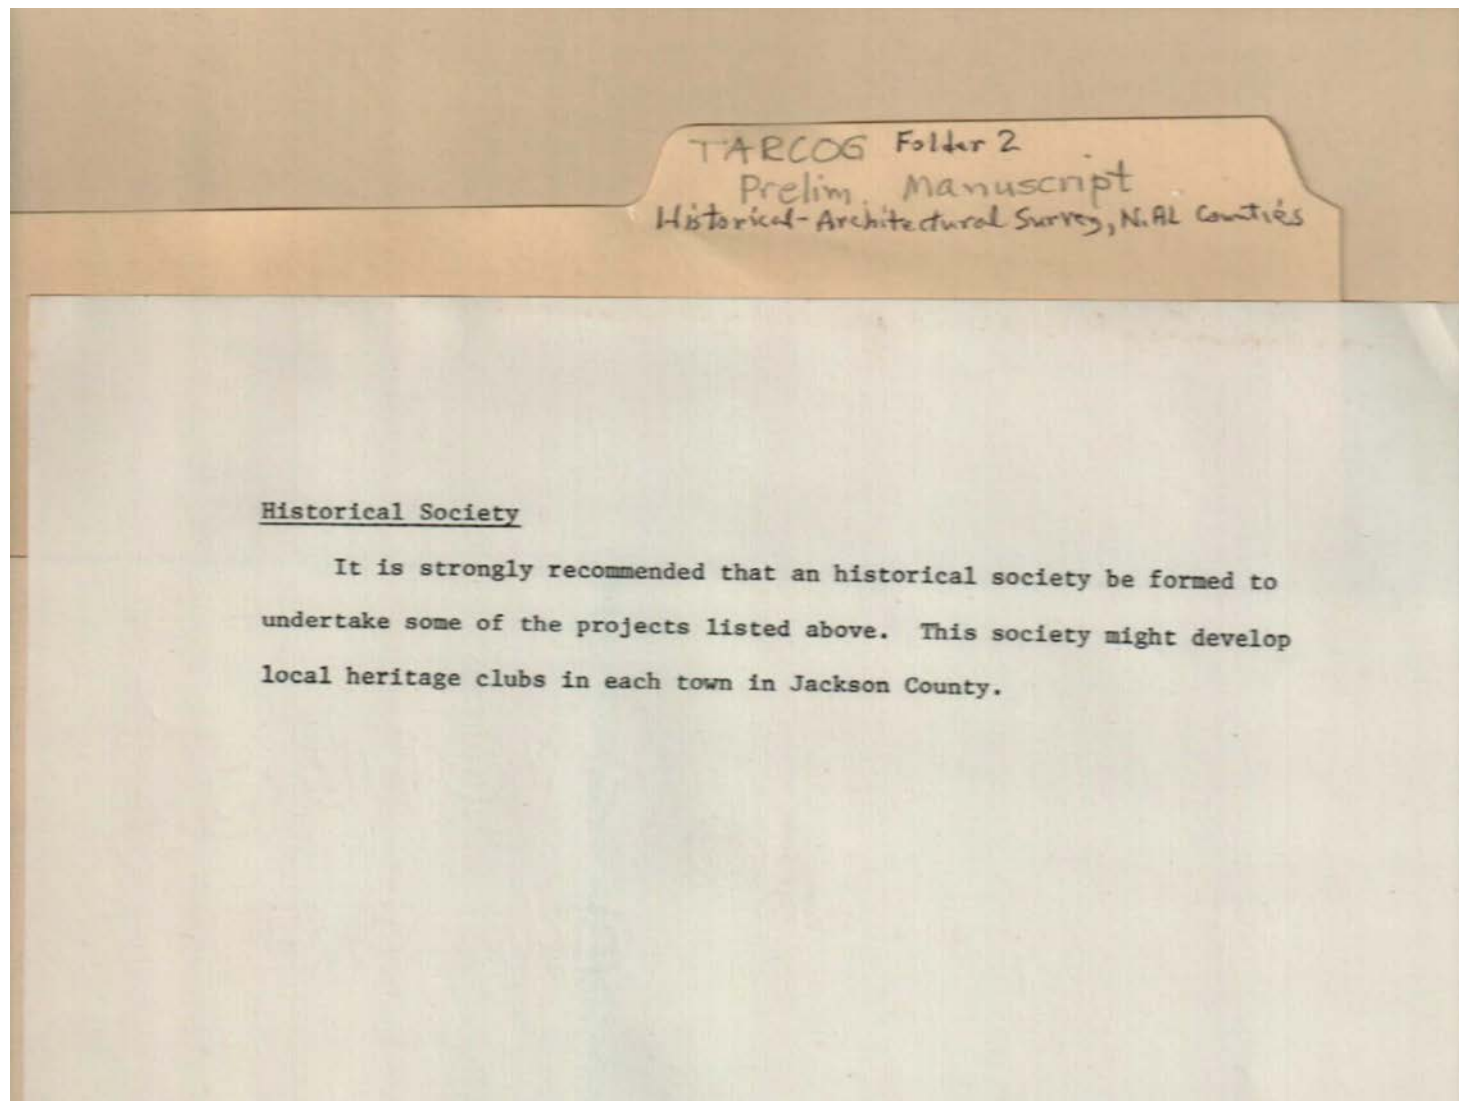 TARCOG Folder 2
Prelim. Manuscript
Historical-Architectural Survey, N. AL Counties
Historical Society
It is strongly recommended that an historical society be formed to
undertake some of the projects listed above. This society might develop
local heritage clubs in each town in Jackson County.